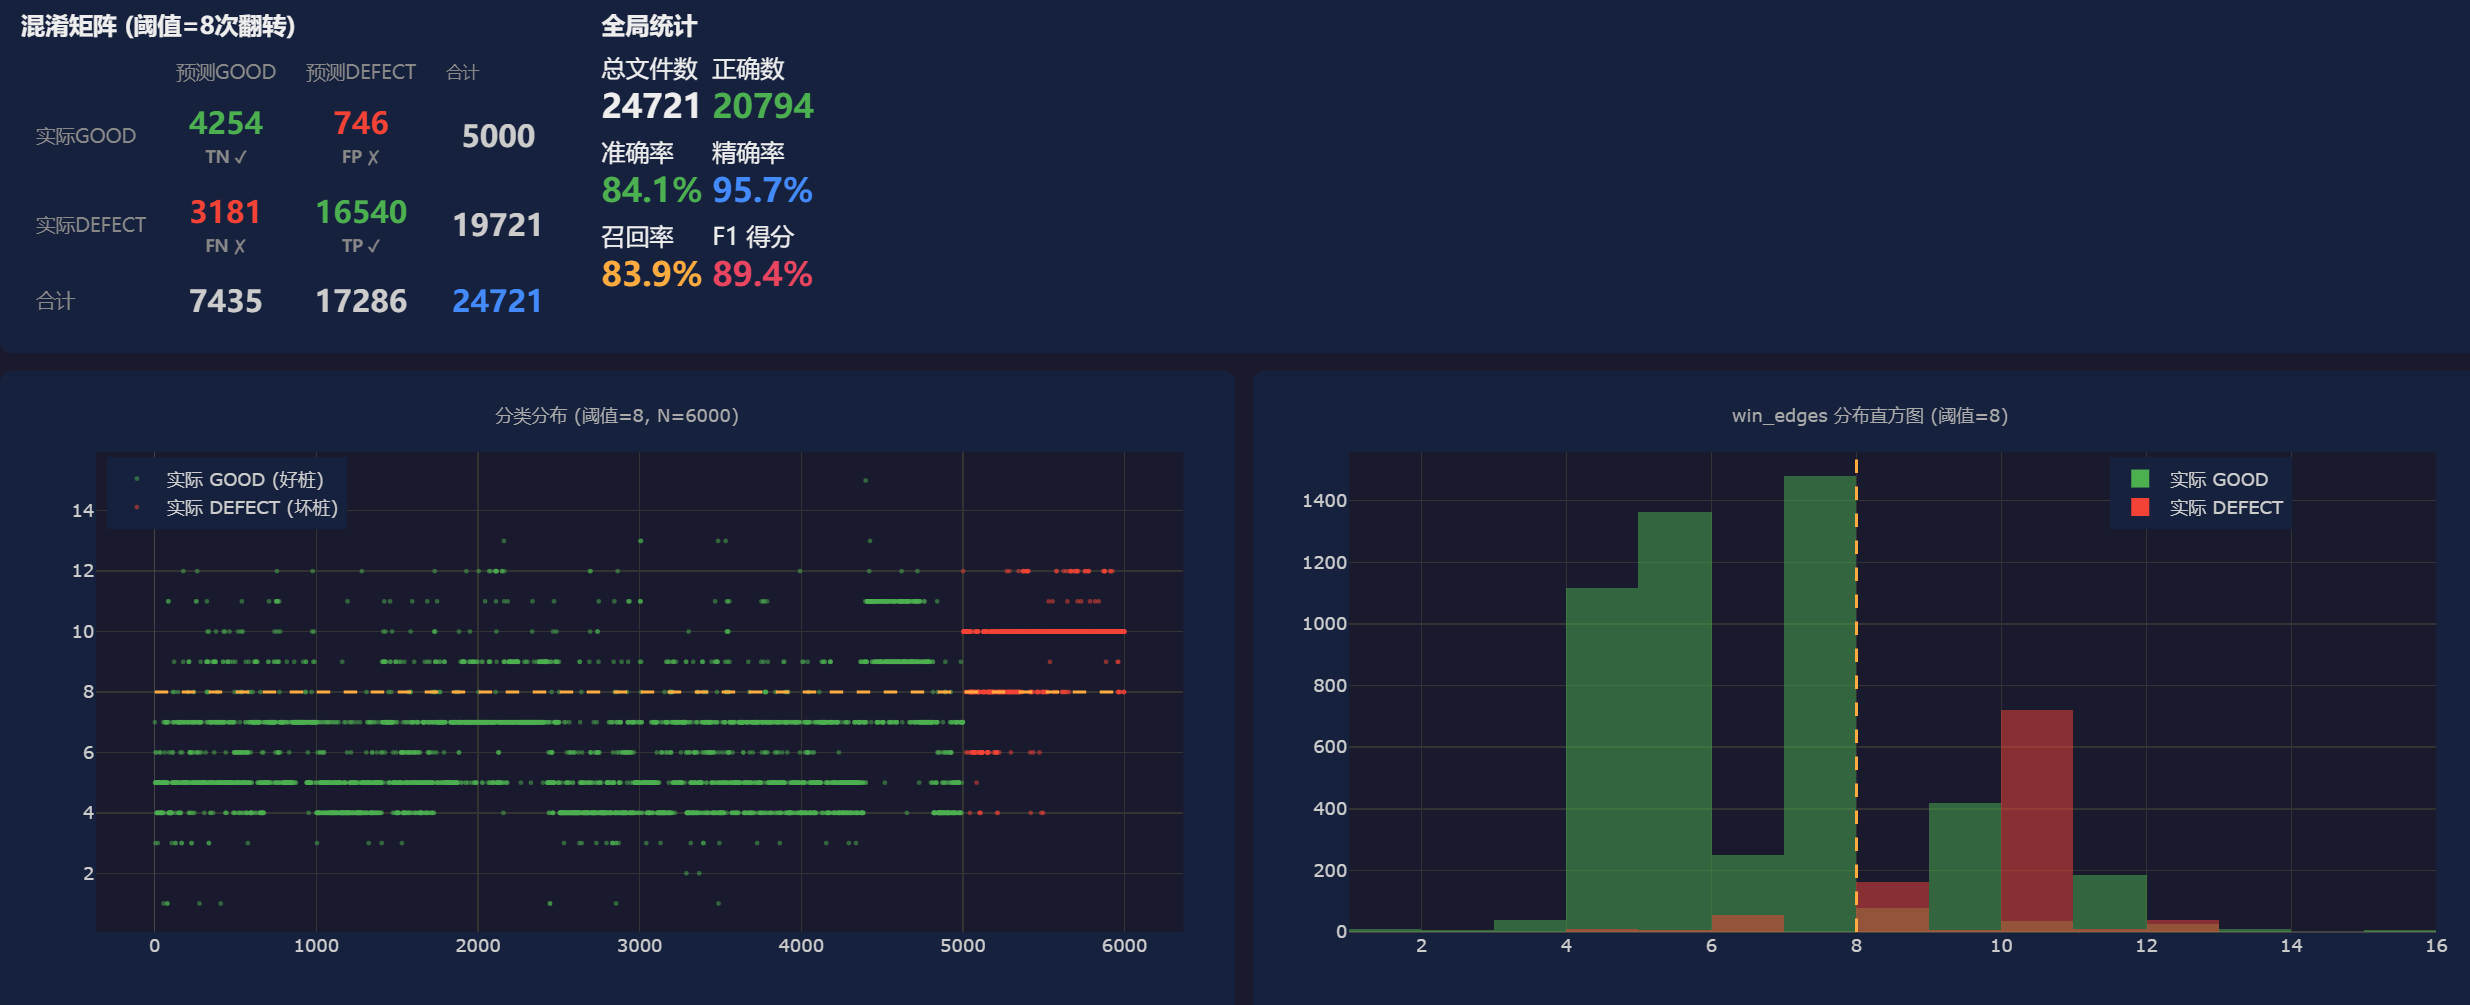 混淆矩阵 (阈值=8次翻转)
预测GOOD 预测DEFECT 合计
实际GOOD 4254 746 5000
TN ✓ FP ✗
实际DEFECT 3181 16540 19721
FN ✗ TP ✓
合计 7435 17286 24721
全局统计
总文件数 正确数
24721 20794
准确率 精确率
84.1% 95.7%
召回率 F1 得分
83.9% 89.4%
分类分布 (阈值=8, N=6000)
实际 GOOD (好桩)
实际 DEFECT (坏桩)
14
12
10
8
6
4
2
0 1000 2000 3000 4000 5000 6000
win_edges 分布直方图 (阈值=8)
实际 GOOD
实际 DEFECT
1400
1200
1000
800
600
400
200
0
2 4 6 8 10 12 14 16